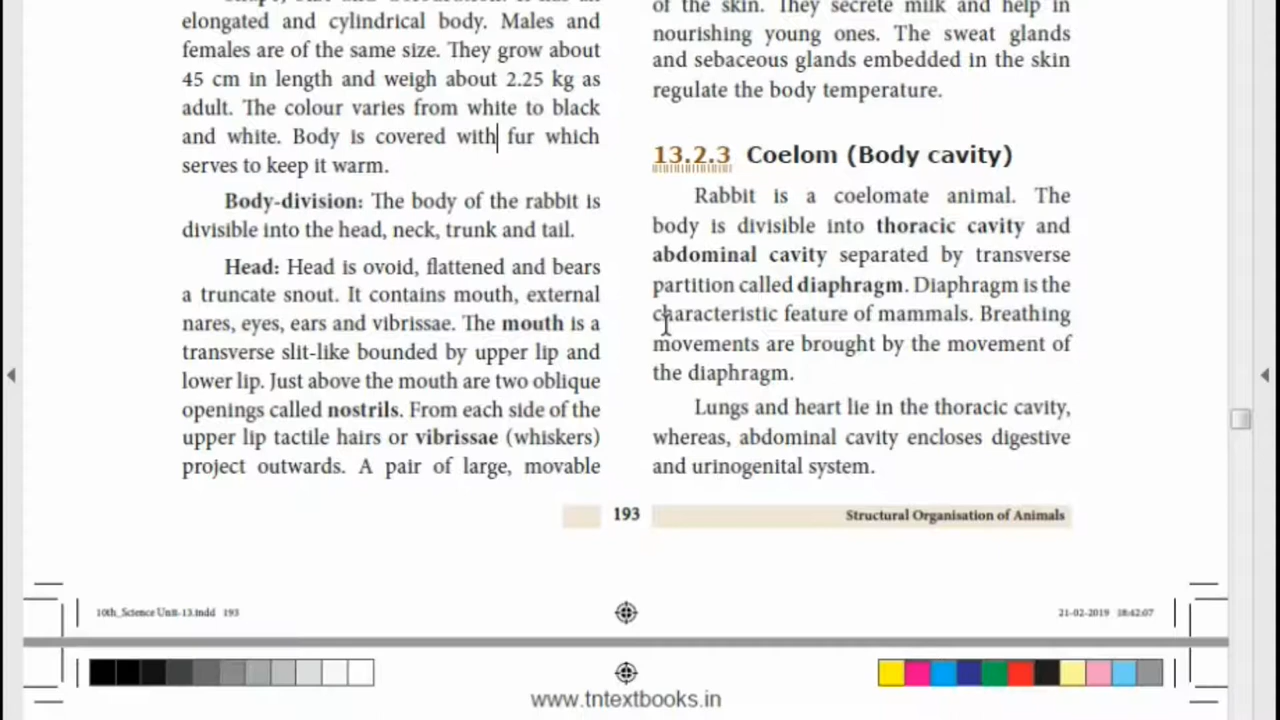 elongated and cylindrical body. Males and
females are of the same size. They grow about
45 cm in length and weigh about 2.25 kg as
adult. The colour varies from white to black
and white. Body is covered with fur which
serves to keep it warm.
Body-division: The body of the rabbit is
divisible into the head, neck, trunk and tail.
Head: Head is ovoid, flattened and bears
a truncate snout. It contains mouth, external
nares, eyes, ears and vibrissae. The mouth is a
transverse slit-like bounded by upper lip and
lower lip. Just above the mouth are two oblique
openings called nostrils. From each side of the
upper lip tactile hairs or vibrissae (whiskers)
project outwards. A pair of large, movable
of the skin. They secrete milk and help in
nourishing young ones. The sweat glands
and sebaceous glands embedded in the skin
regulate the body temperature.
13.2.3 Coelom (Body cavity)
Rabbit is a coelomate animal. The
body is divisible into thoracic cavity and
abdominal cavity separated by transverse
partition called diaphragm. Diaphragm is the
characteristic feature of mammals. Breathing
movements are brought by the movement of
the diaphragm.
Lungs and heart lie in the thoracic cavity,
whereas, abdominal cavity encloses digestive
and urinogenital system.
193 Structural Organisation of Animals
10th_Science Unit-13.indd 193 21-02-2019 18:42:07
www.tntextbooks.in